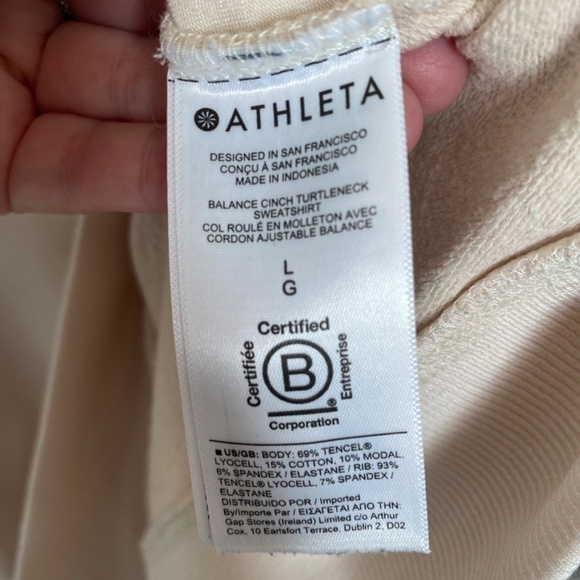 ATHLETA
DESIGNED IN SAN FRANCISCO
CONÇU À SAN FRANCISCO
MADE IN INDONESIA
BALANCE CINCH TURTLENECK
SWEATSHIRT
COL ROULÉ EN MOLLETON AVEC
CORDON AJUSTABLE BALANCE
L
G
Certified
Certifiée
B
Entreprise
®
Corporation
■ US/GB: BODY: 69% TENCEL®
LYOCELL, 15% COTTON, 10% MODAL,
6% SPANDEX / ELASTANE / RIB: 93%
TENCEL® LYOCELL, 7% SPANDEX /
ELASTANE
DISTRIBUIDO POR / Imported
By/importe Par / ΕΙΣΑΓΕΤΑΙ ΑΠΟ ΤΗΝ:
Gap Stores (Ireland) Limited c/o Arthur
Cox, 10 Earlsfort Terrace, Dublin 2, D02